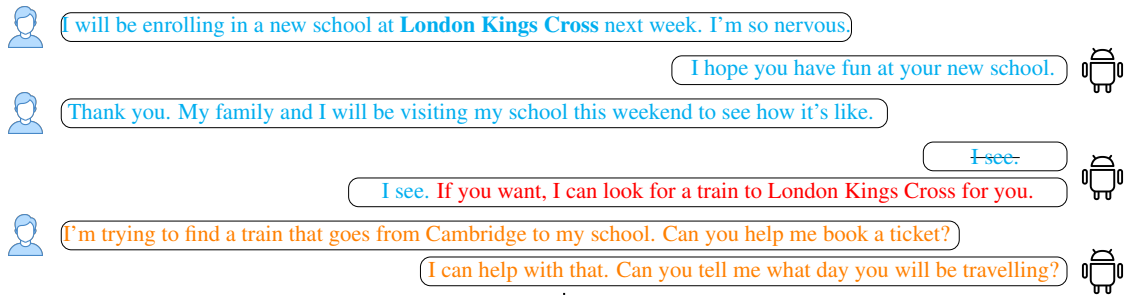 I will be enrolling in a new school at London Kings Cross next week. I'm so nervous.
I hope you have fun at your new school.
Thank you. My family and I will be visiting my school this weekend to see how it's like.
I see.
I see. If you want, I can look for a train to London Kings Cross for you.
I'm trying to find a train that goes from Cambridge to my school. Can you help me book a ticket?
I can help with that. Can you tell me what day you will be travelling?